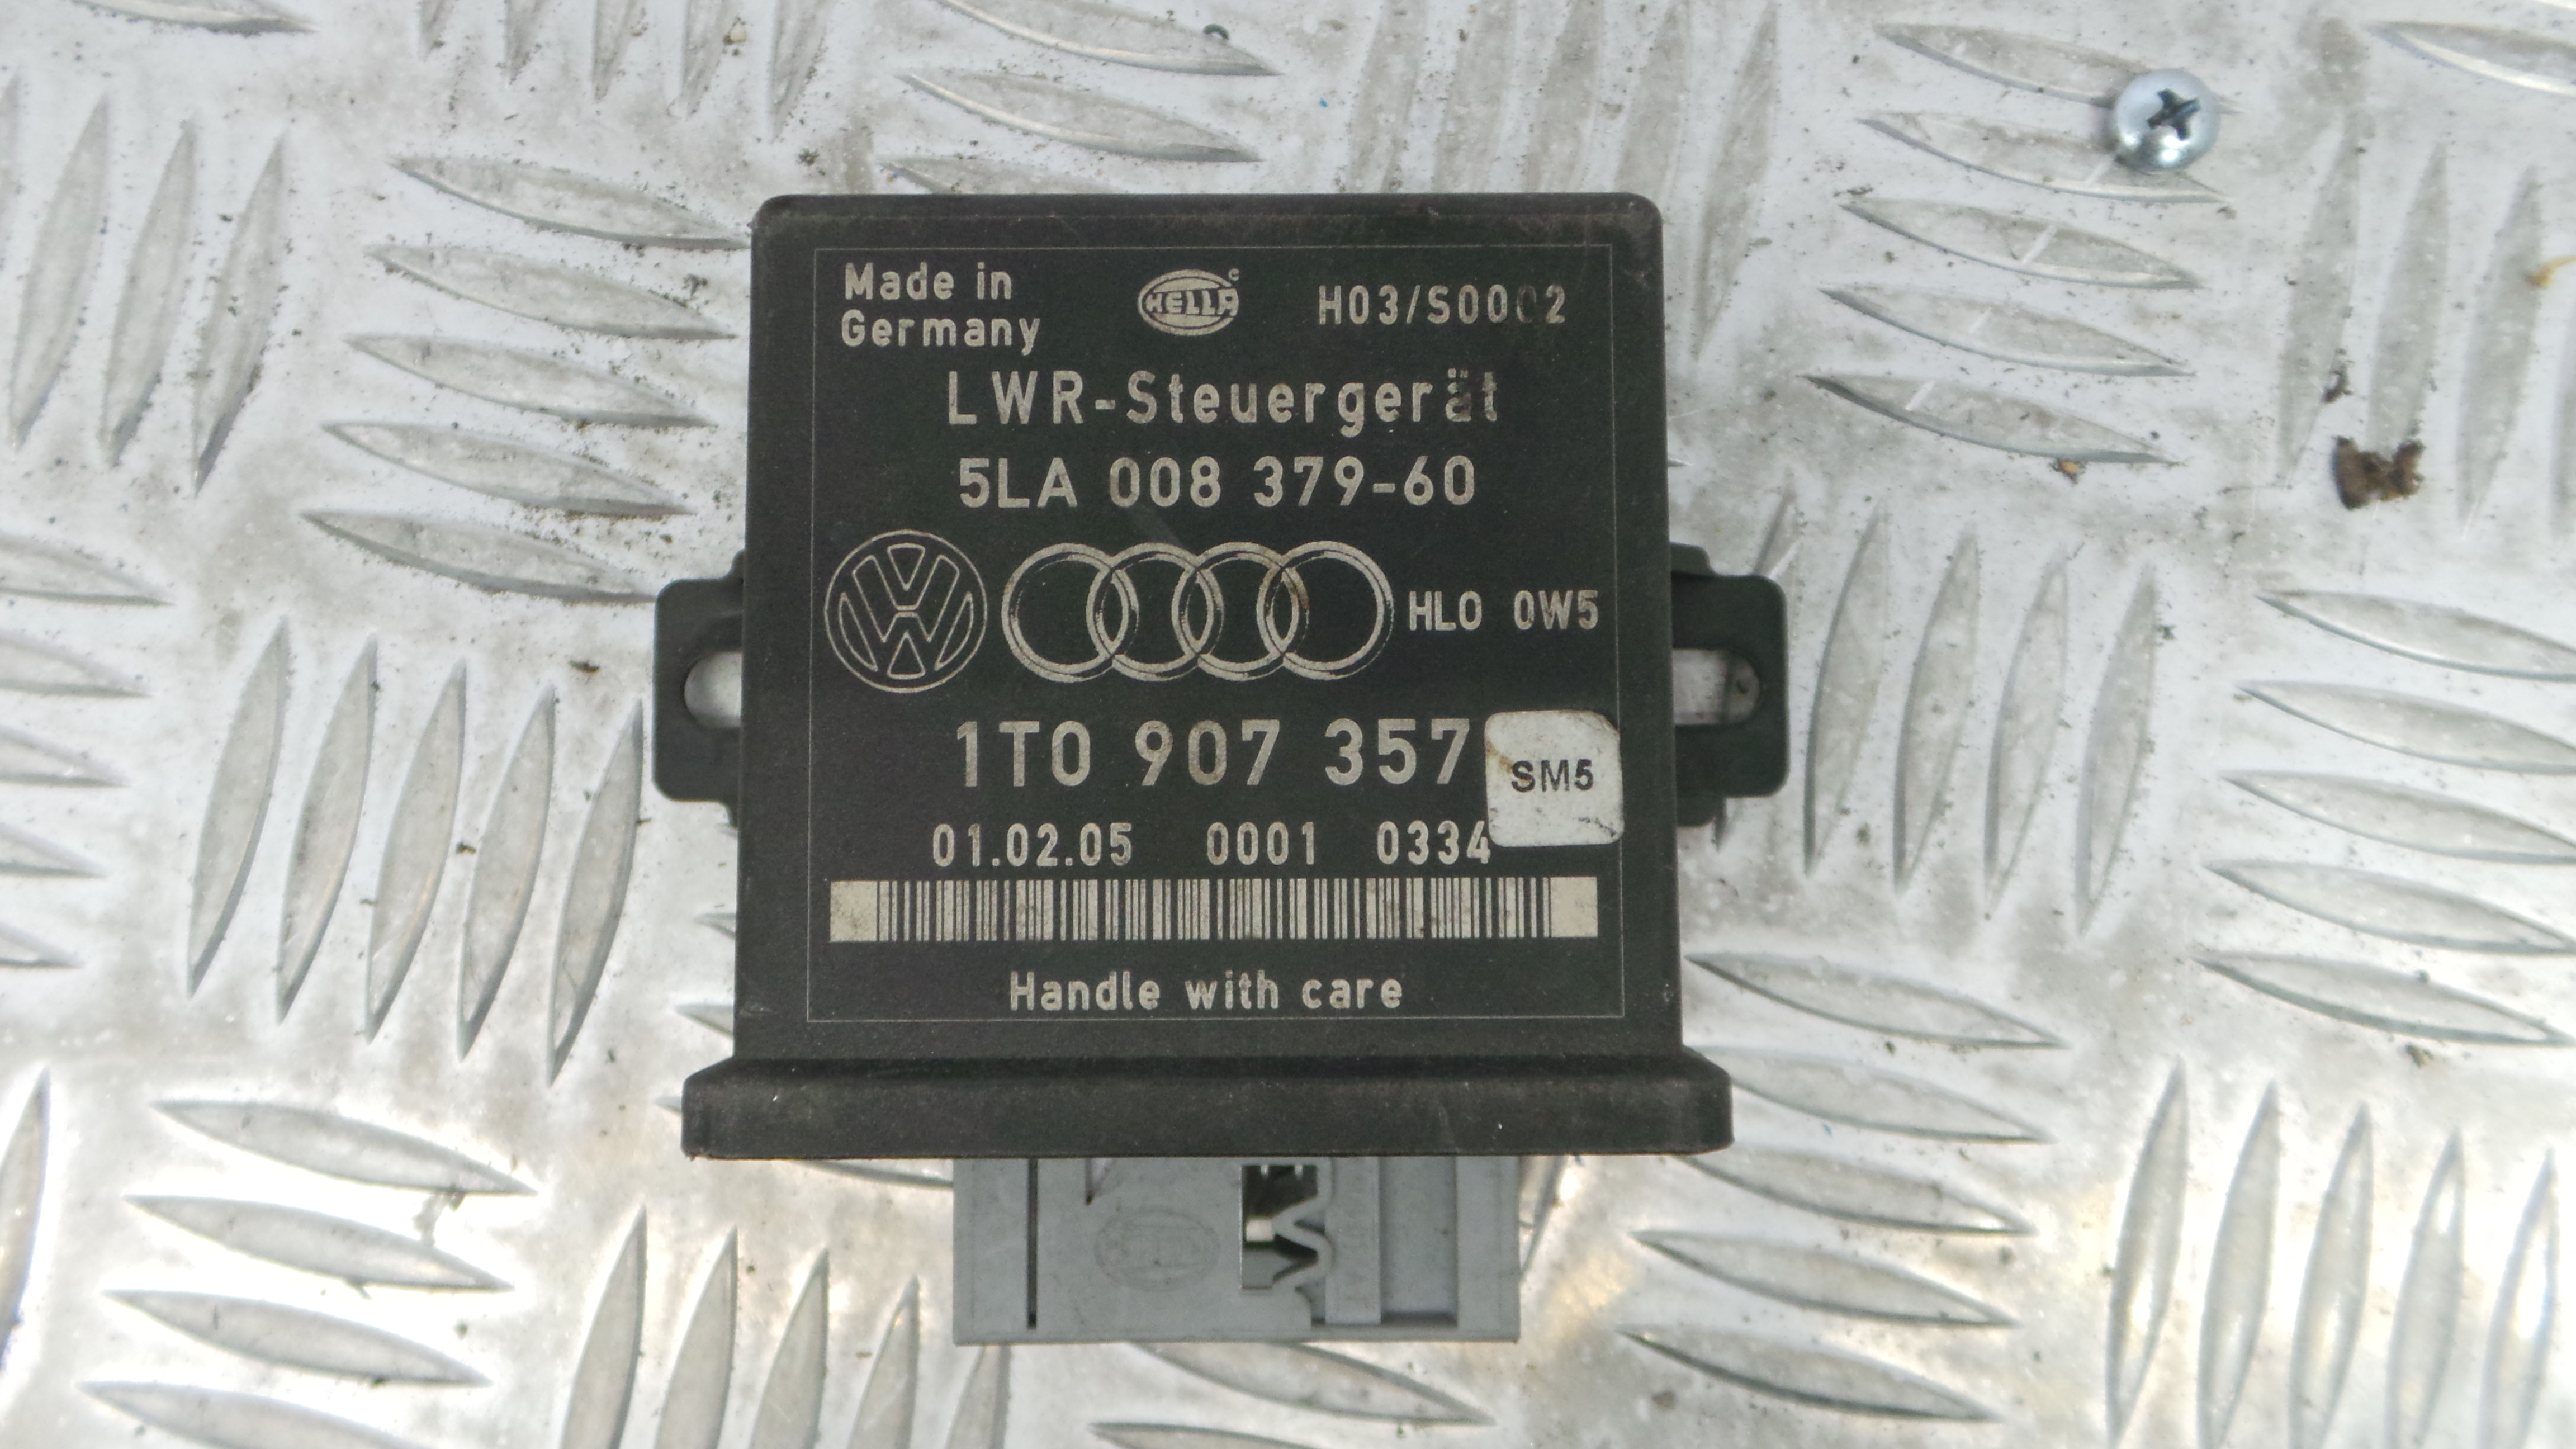 Made in
Germany
HELLA
H03/S0002
LWR-Steuergerät
5LA 008 379-60
HLO 0W5
1T0 907 357
SM5
01.02.05 0001 0334
Handle with care